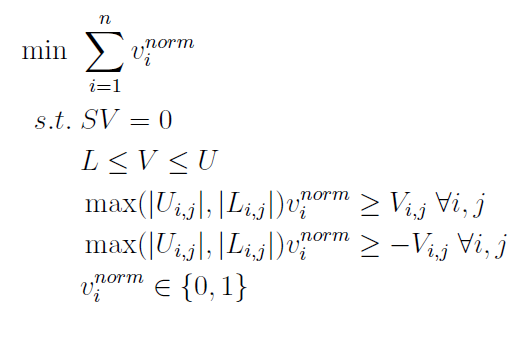 min ∑_{i=1}^{n} v_i^{norm}
s.t. SV = 0
L ≤ V ≤ U
max(|U_{i,j}|, |L_{i,j}|)v_i^{norm} ≥ V_{i,j} ∀i, j
max(|U_{i,j}|, |L_{i,j}|)v_i^{norm} ≥ −V_{i,j} ∀i, j
v_i^{norm} ∈ {0, 1}